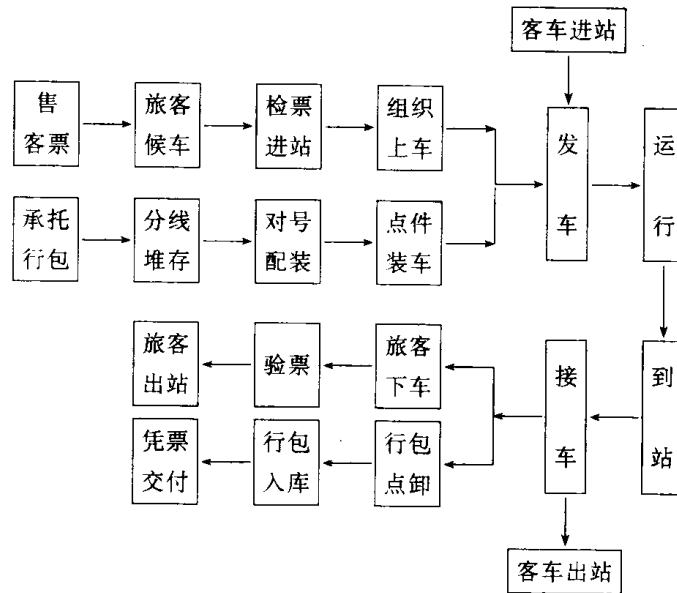 客车进站
售
客票
旅客
候车
检票
进站
组织
上车
发
车
运
行
承托
行包
分线
堆存
对号
配装
点件
装车
旅客
出站
验票
旅客
下车
接
车
到
站
凭票
交付
行包
入库
行包
点卸
客车出站